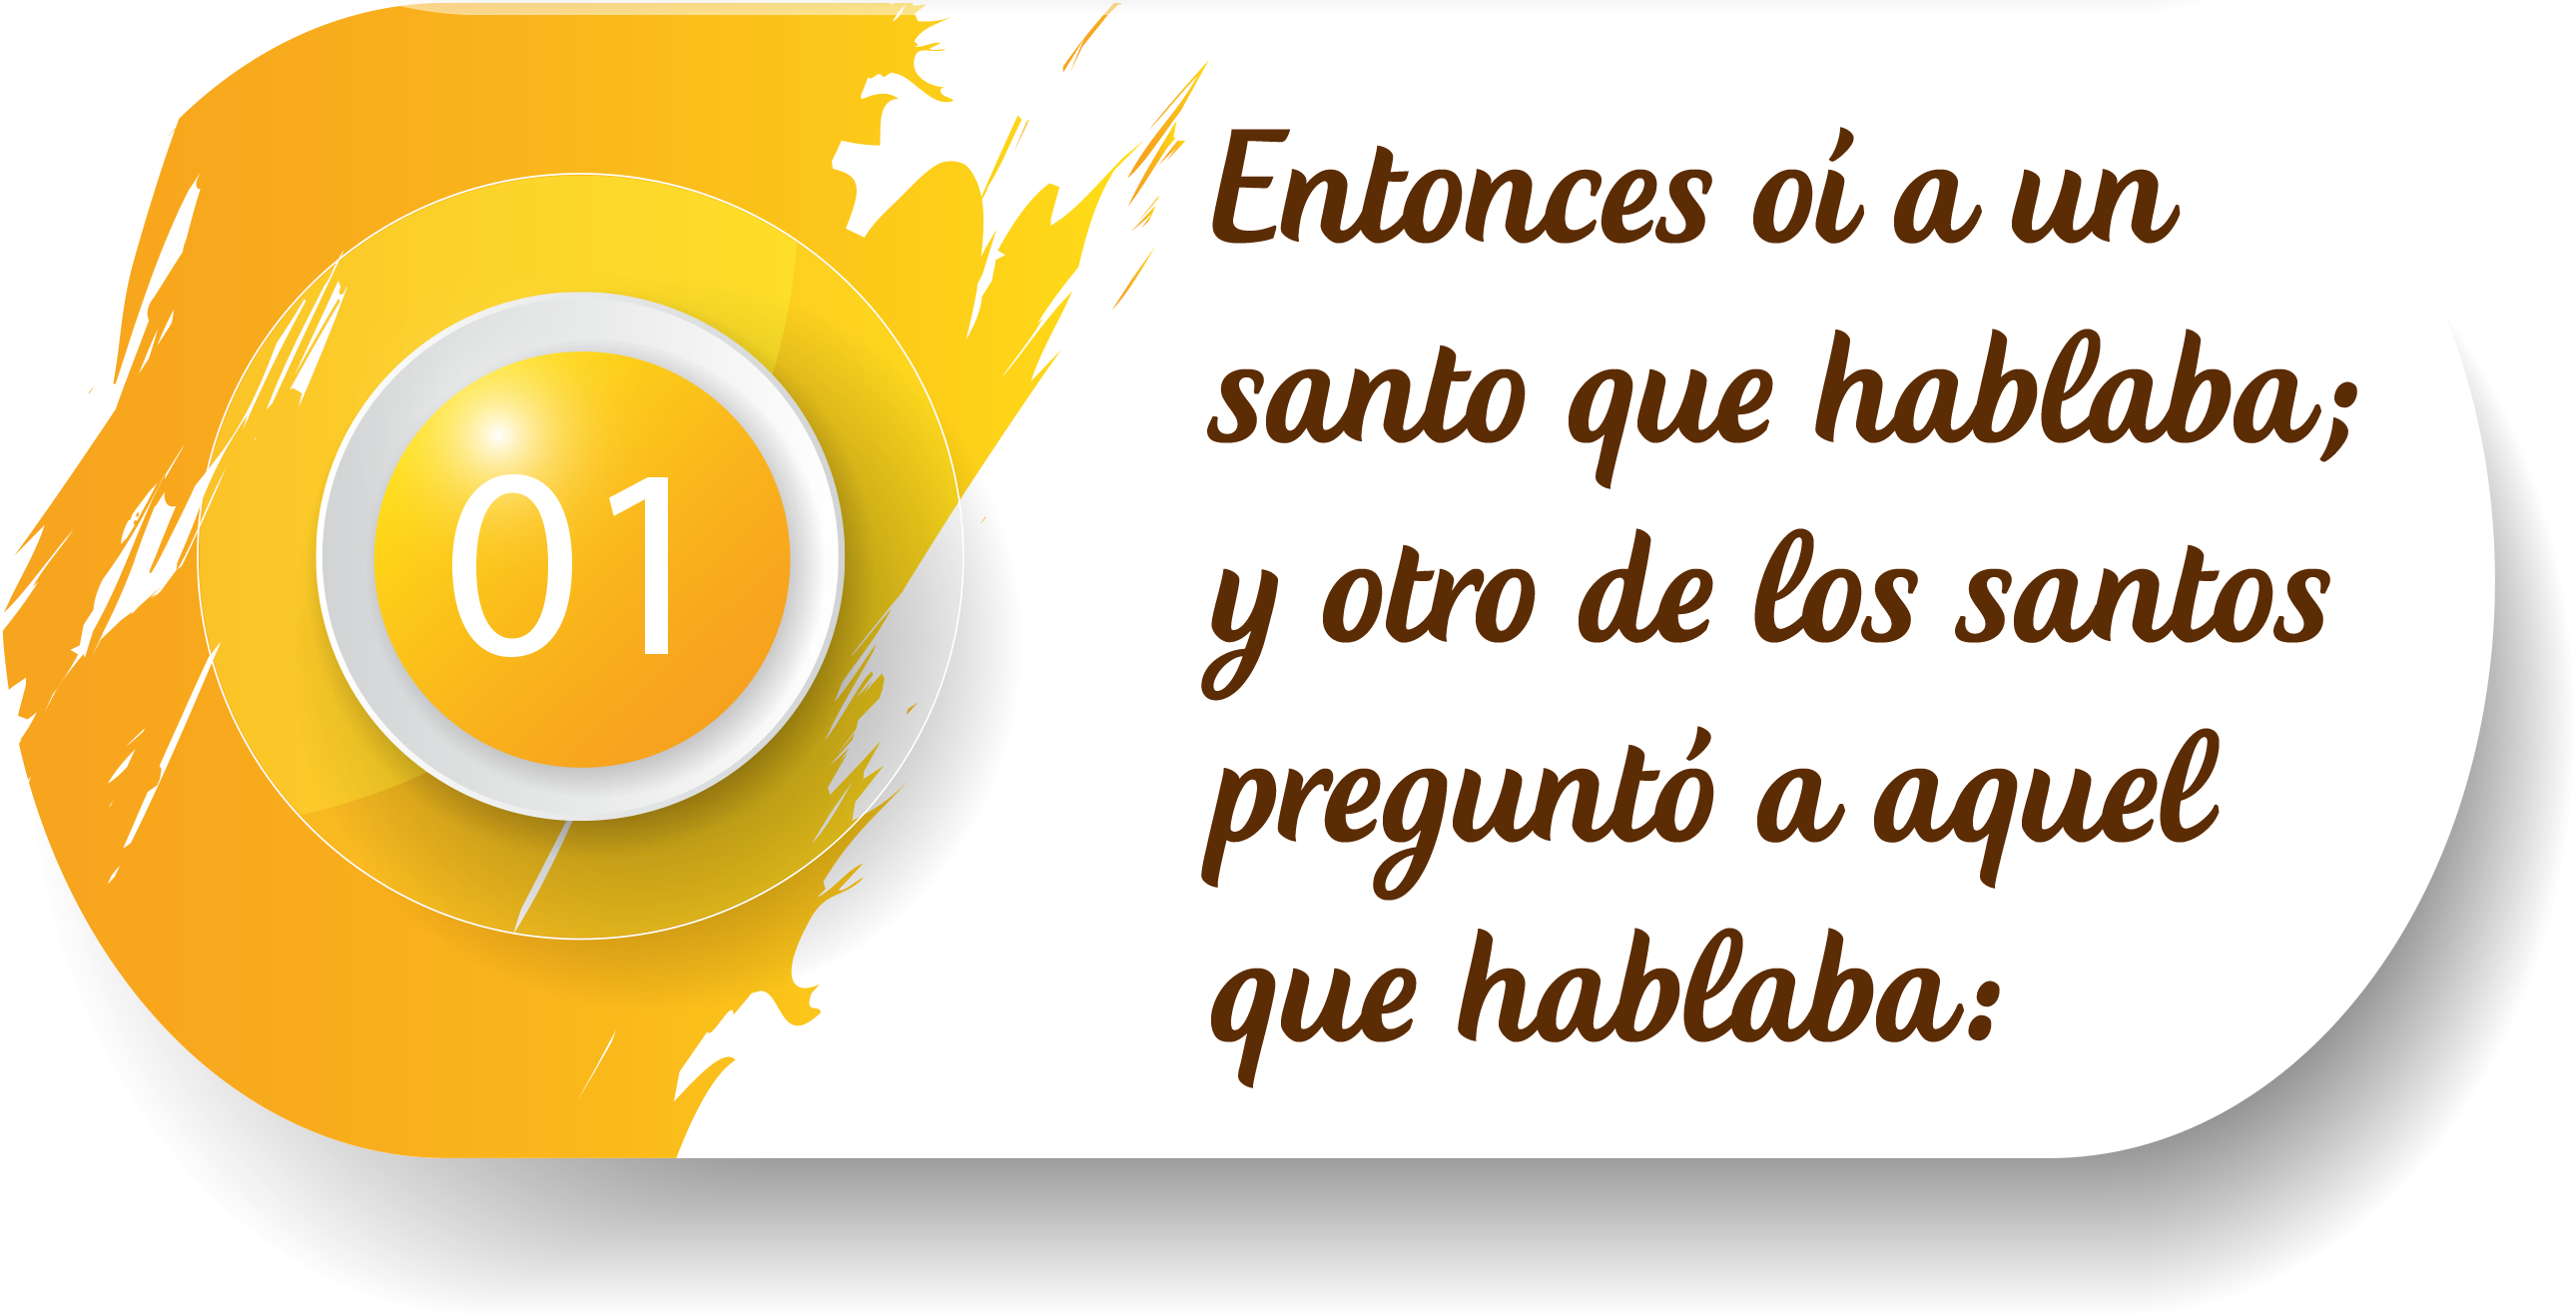 01
Entonces oí a un
santo que hablaba;
y otro de los santos
preguntó a aquel
que hablaba: